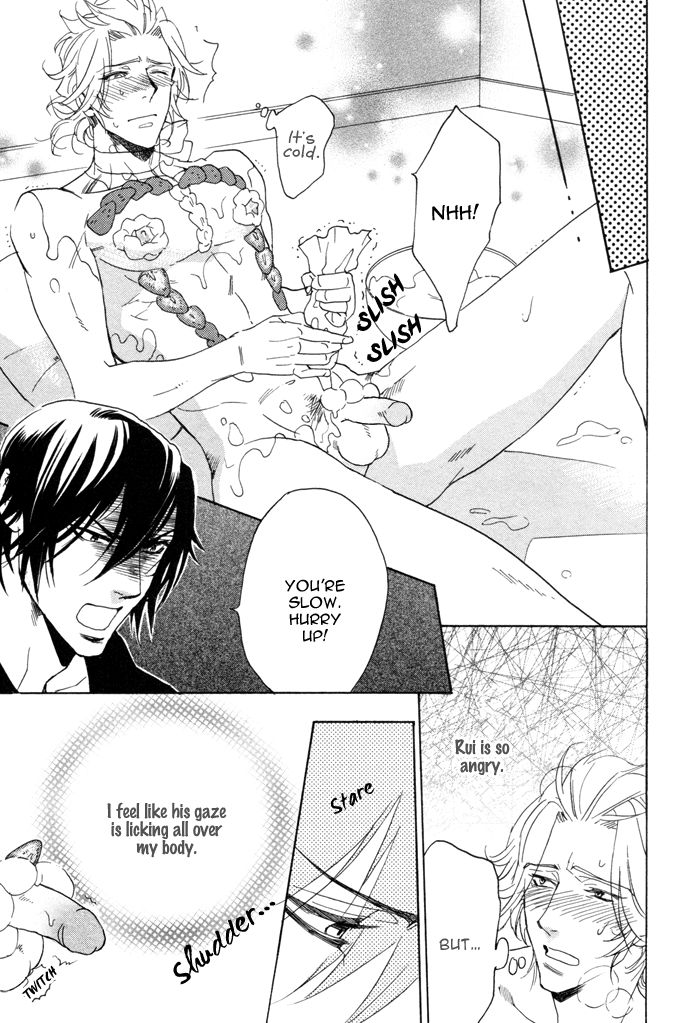 NHH!
It's
cold.
SLISH
SLISH
YOU'RE
SLOW.
HURRY
UP!
Rui is so
angry.
BUT...
Stare
I feel like his gaze
is licking all over
my body.
Shudder...
TWITCH